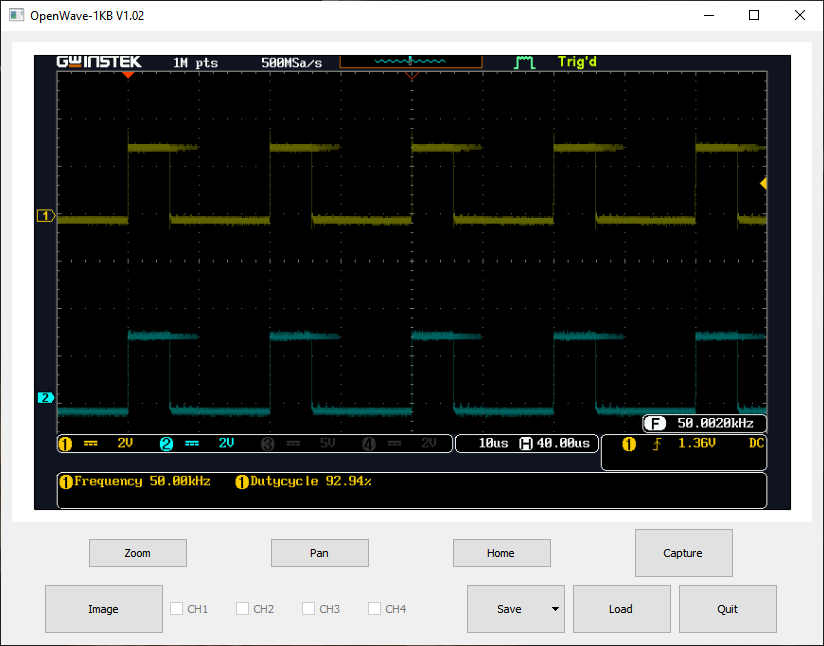 OpenWave-1KB V1.02
GWINSTEK 1M pts 500MSa/s Trig'd
1
2
F 50.0020kHz
1 2V 2 2V 3 5V 4 2V 10us H 40.00us 1 1.36V DC
1 Frequency 50.00kHz 1 Dutycycle 92.94%
Zoom Pan Home Capture
Image CH1 CH2 CH3 CH4 Save Load Quit